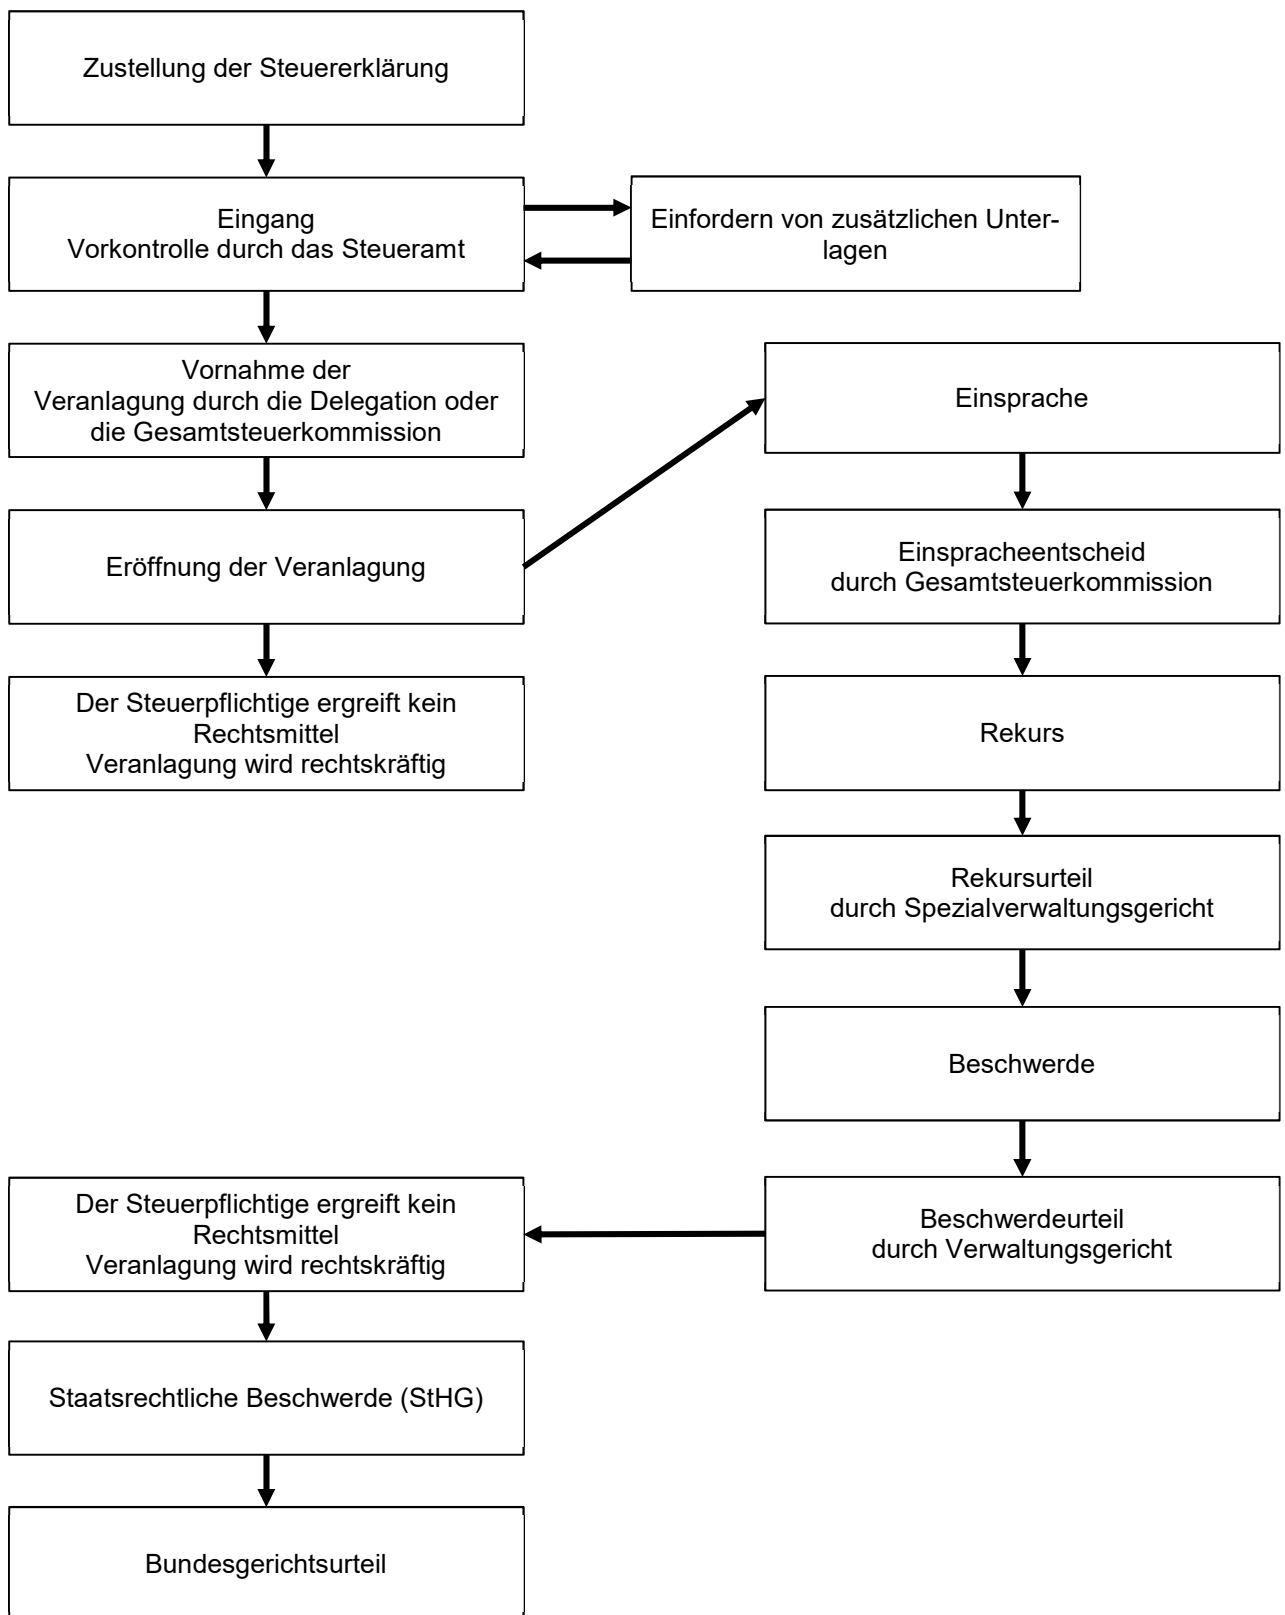 Zustellung der Steuererklärung
Eingang
Vorkontrolle durch das Steueramt
Einfordern von zusätzlichen Unter-
lagen
Vornahme der
Veranlagung durch die Delegation oder
die Gesamtsteuerkommission
Eröffnung der Veranlagung
Der Steuerpflichtige ergreift kein
Rechtsmittel
Veranlagung wird rechtskräftig
Einsprache
Einspracheentscheid
durch Gesamtsteuerkommission
Rekurs
Rekursurteil
durch Spezialverwaltungsgericht
Beschwerde
Beschwerdeurteil
durch Verwaltungsgericht
Der Steuerpflichtige ergreift kein
Rechtsmittel
Veranlagung wird rechtskräftig
Staatsrechtliche Beschwerde (StHG)
Bundesgerichtsurteil